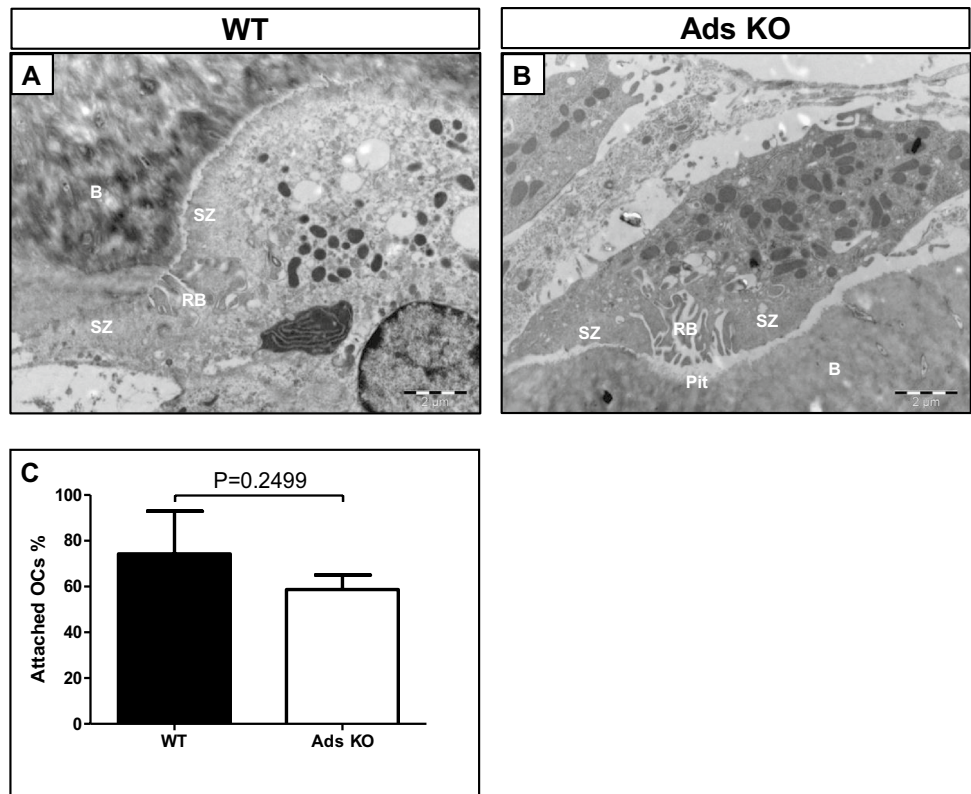 WT
Ads KO
A
B
SZ
RB
SZ
2 µm
B
SZ
RB
SZ
Pit
B
2 µm
C
P=0.2499
Attached OCs %
100
80
60
40
20
0
WT
Ads KO